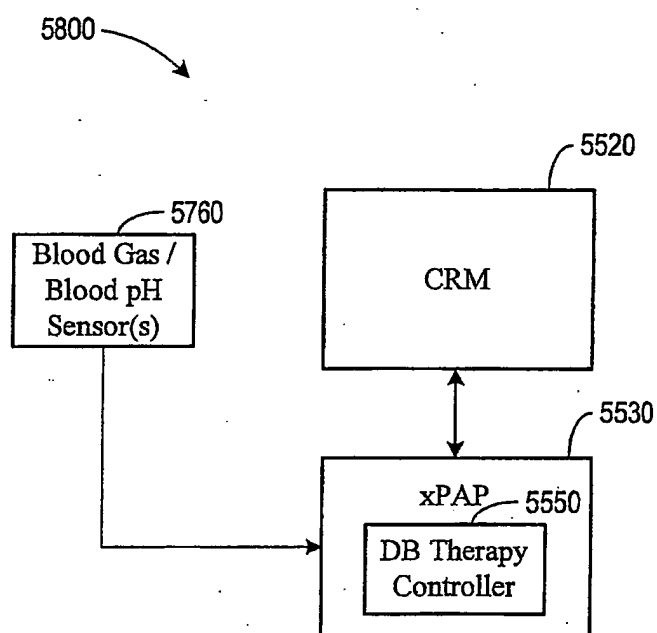 5800
5520
5760
Blood Gas /
Blood pH
Sensor(s)
CRM
5530
xPAP
5550
DB Therapy
Controller